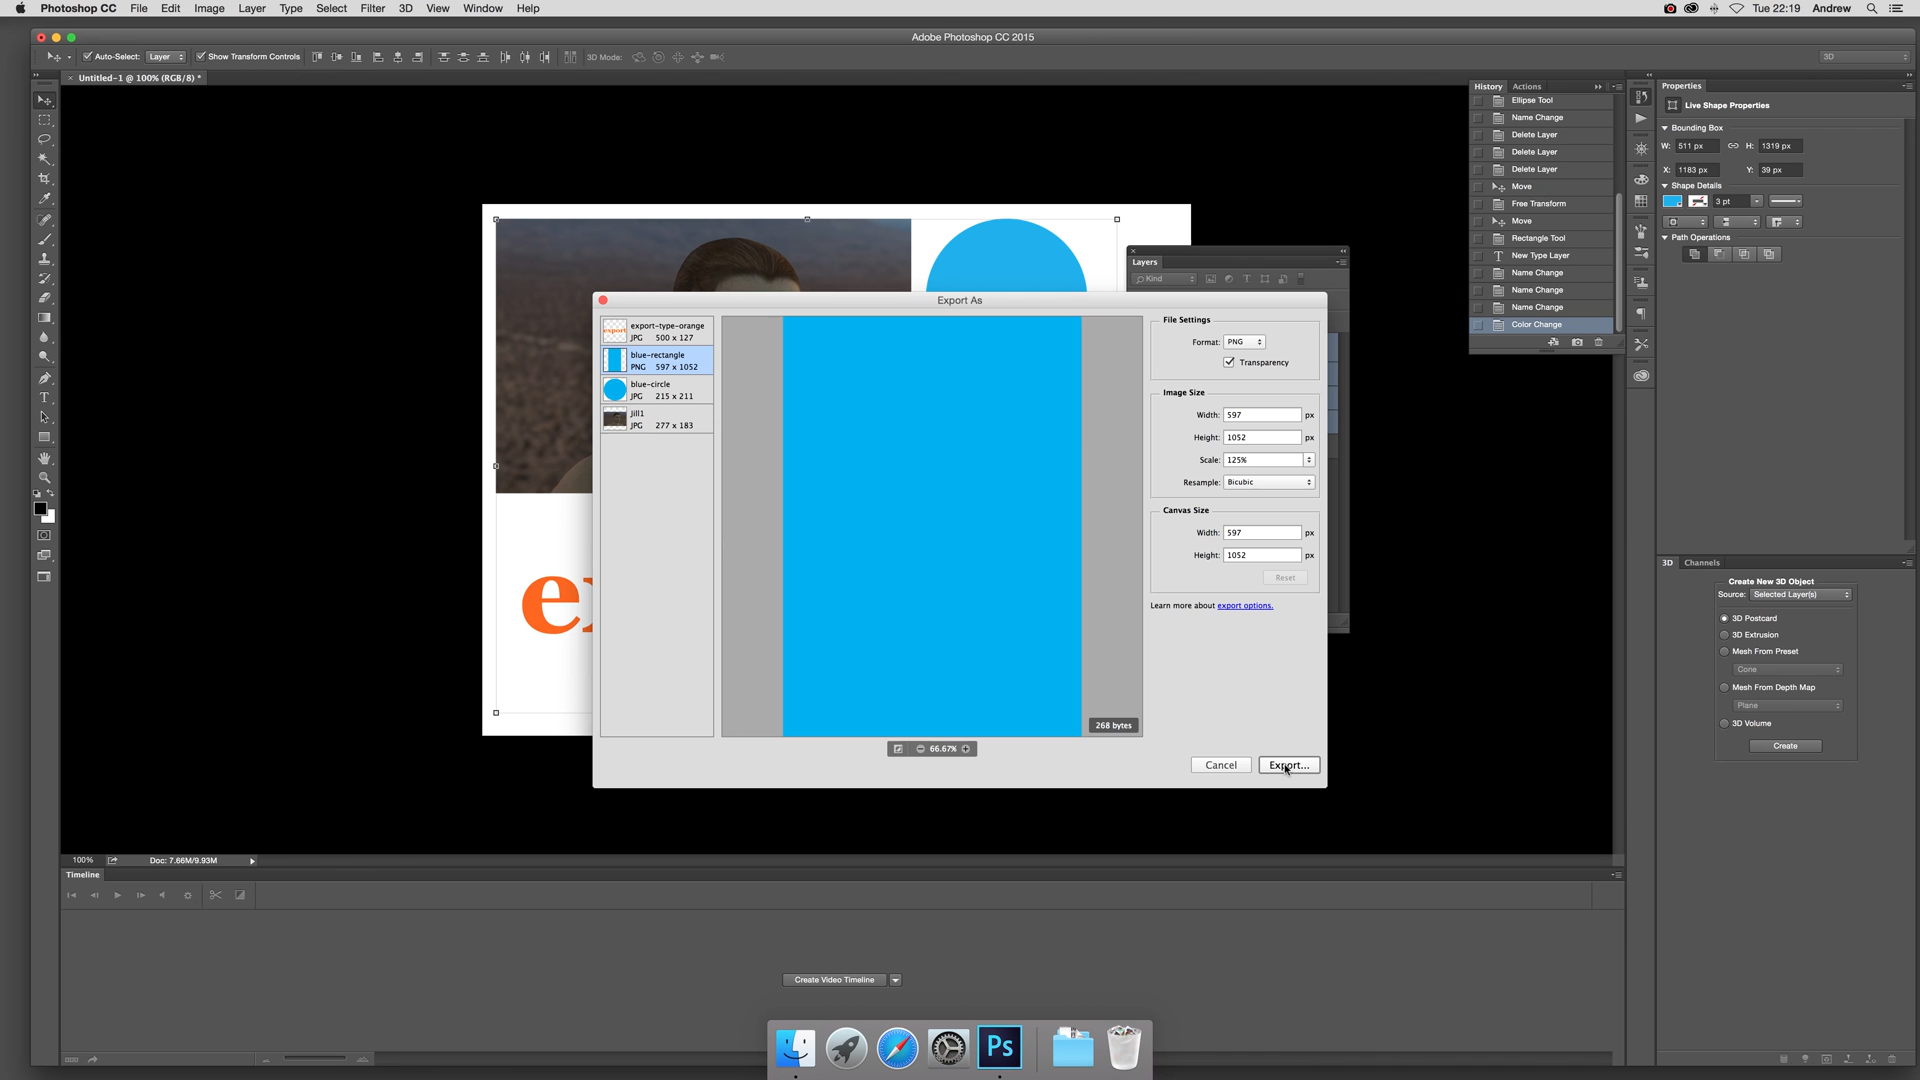 Photoshop CC File Edit Image Layer Type Select Filter 3D View Window Help Tue 22:19 Andrew
Adobe Photoshop CC 2015
Auto-Select: Layer Show Transform Controls 3D Mode: 3D
Untitled-1 @ 100% (RGB/8) *
History Actions
Ellipse Tool
Name Change
Delete Layer
Delete Layer
Delete Layer
Move
Free Transform
Move
Rectangle Tool
New Type Layer
Name Change
Name Change
Name Change
Color Change
Properties
Live Shape Properties
Bounding Box
W: 511 px H: 1319 px
X: 1183 px Y: 39 px
Shape Details
3 pt
Path Operations
Layers
Kind
Export As
export-type-orange
JPG 500 x 127
blue-rectangle
PNG 597 x 1052
blue-circle
JPG 215 x 211
Jill1
JPG 277 x 183
268 bytes
66.67%
File Settings
Format: PNG
Transparency
Image Size
Width: 597 px
Height: 1052 px
Scale: 125%
Resample: Bicubic
Canvas Size
Width: 597 px
Height: 1052 px
Reset
Learn more about export options.
Cancel Export...
3D Channels
Create New 3D Object
Source: Selected Layer(s)
3D Postcard
3D Extrusion
Mesh From Preset
Cone
Mesh From Depth Map
Plane
3D Volume
Create
100% Doc: 7.66M/9.93M
Timeline
Create Video Timeline
Ps